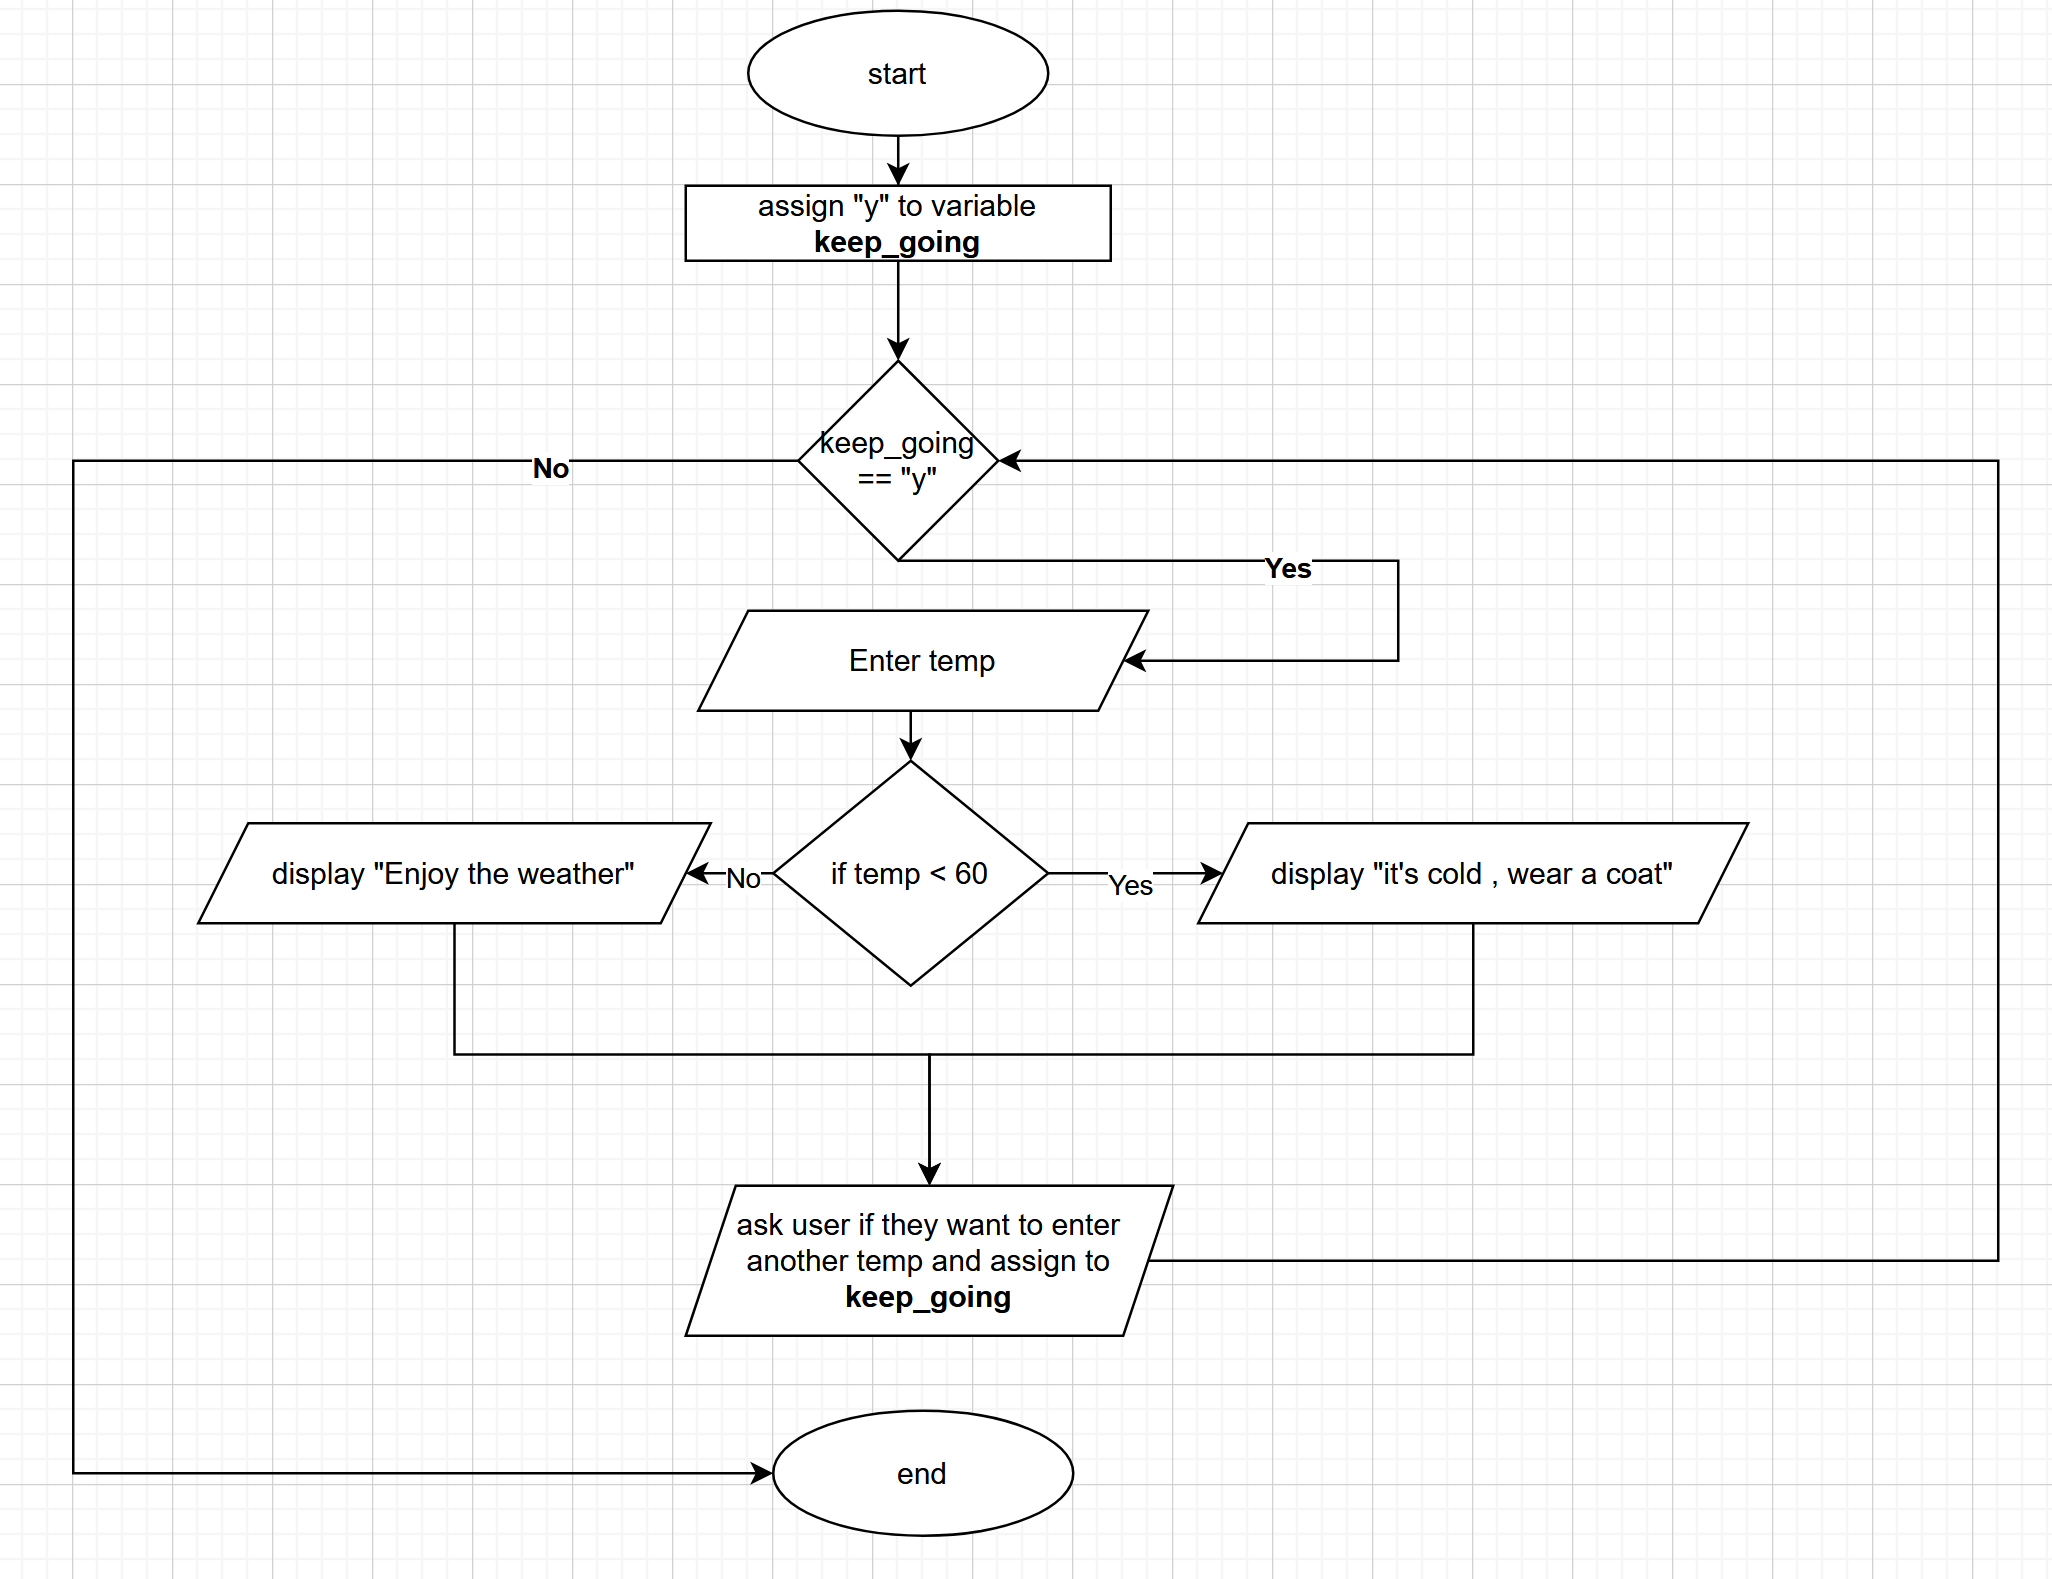 start
assign "y" to variable
keep_going
keep_going
== "y"
No
Yes
Enter temp
display "Enjoy the weather"
No
if temp < 60
Yes
display "it's cold , wear a coat"
ask user if they want to enter
another temp and assign to
keep_going
end